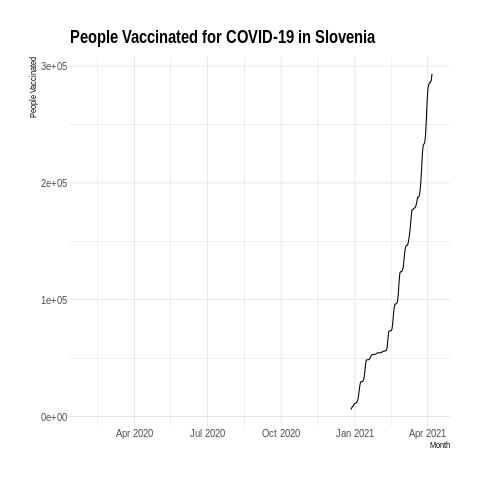 People Vaccinated for COVID-19 in Slovenia
People Vaccinated
3e+05
2e+05
1e+05
0e+00
Apr 2020 Jul 2020 Oct 2020 Jan 2021 Apr 2021
Month